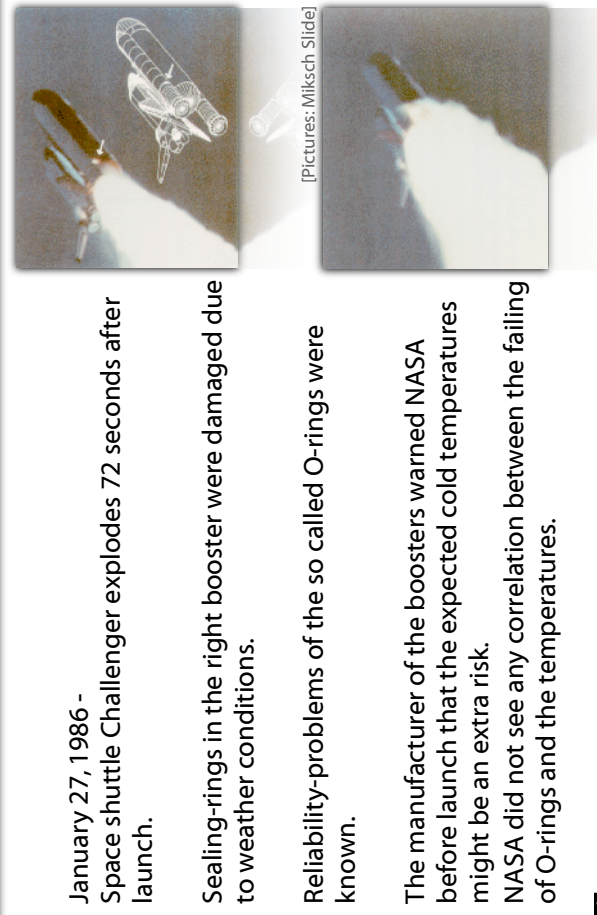 January 27, 1986 -
Space shuttle Challenger explodes 72 seconds after
launch.
Sealing-rings in the right booster were damaged due
to weather conditions.
Reliability-problems of the so called O-rings were
known.
The manufacturer of the boosters warned NASA
before launch that the expected cold temperatures
might be an extra risk.
NASA did not see any correlation between the failing
of O-rings and the temperatures.
[Pictures: Miksch Slide]